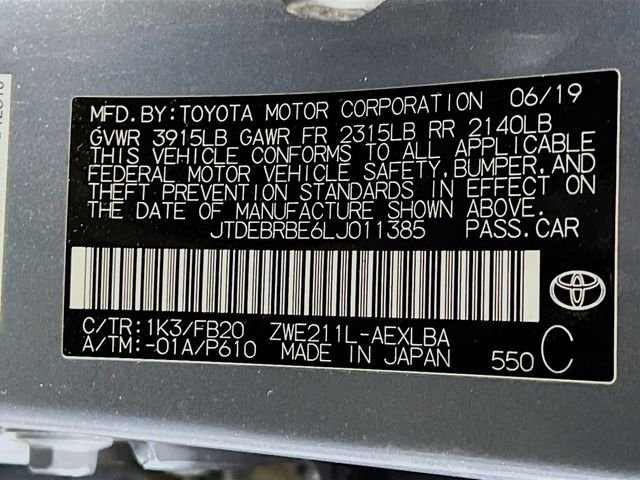 MFD.BY:TOYOTA MOTOR CORPORATION 06/19
GVWR 3915LB GAWR FR 2315LB RR 2140LB
THIS VEHICLE CONFORMS TO ALL APPLICABLE
FEDERAL MOTOR VEHICLE SAFETY,BUMPER,AND
THEFT PREVENTION STANDARDS IN EFFECT ON
THE DATE OF MANUFACTURE SHOWN ABOVE.
JTDEBRBE6LJ011385 PASS.CAR
C/TR:1K3/FB20 ZWE211L-AEXLBA
A/TM:-01A/P610 MADE IN JAPAN 550 C